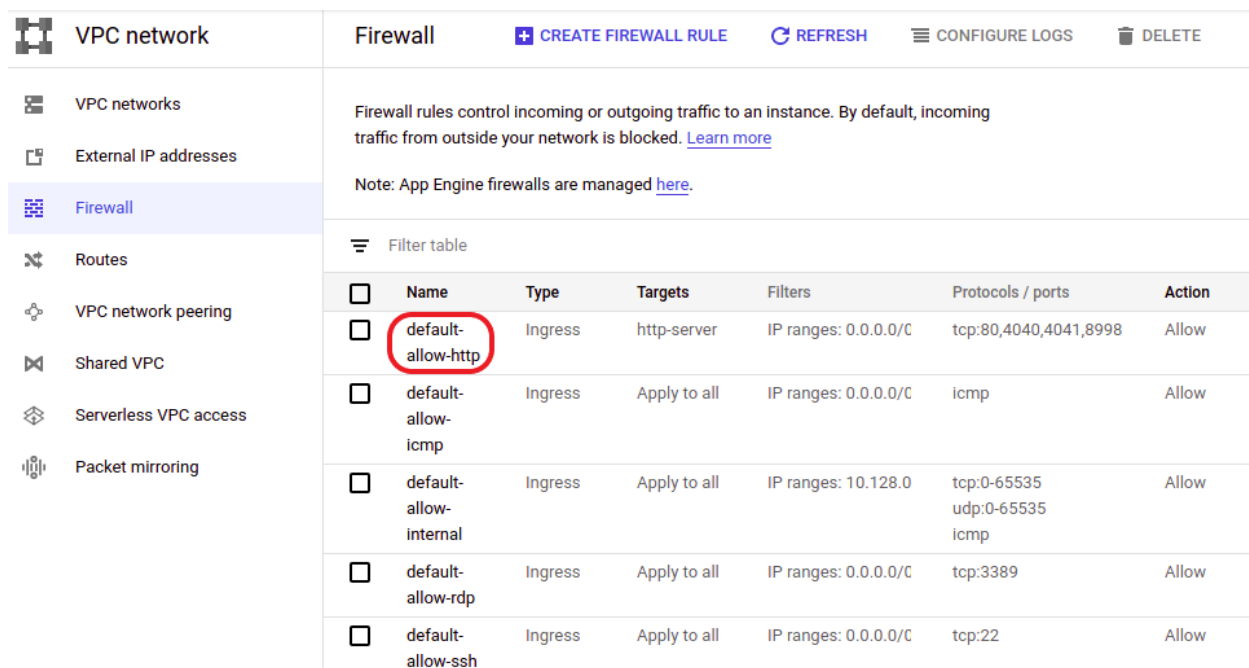 VPC network
Firewall
CREATE FIREWALL RULE
REFRESH
CONFIGURE LOGS
DELETE
VPC networks
External IP addresses
Firewall
Routes
VPC network peering
Shared VPC
Serverless VPC access
Packet mirroring
Firewall rules control incoming or outgoing traffic to an instance. By default, incoming
traffic from outside your network is blocked. Learn more
Note: App Engine firewalls are managed here.
Filter table
Name Type Targets Filters Protocols / ports Action
default- Ingress http-server IP ranges: 0.0.0.0/0 tcp:80,4040,4041,8998 Allow
allow-http
default- Ingress Apply to all IP ranges: 0.0.0.0/0 icmp Allow
allow-
icmp
default- Ingress Apply to all IP ranges: 10.128.0 tcp:0-65535 Allow
allow- udp:0-65535
internal icmp
default- Ingress Apply to all IP ranges: 0.0.0.0/0 tcp:3389 Allow
allow-rdp
default- Ingress Apply to all IP ranges: 0.0.0.0/0 tcp:22 Allow
allow-ssh